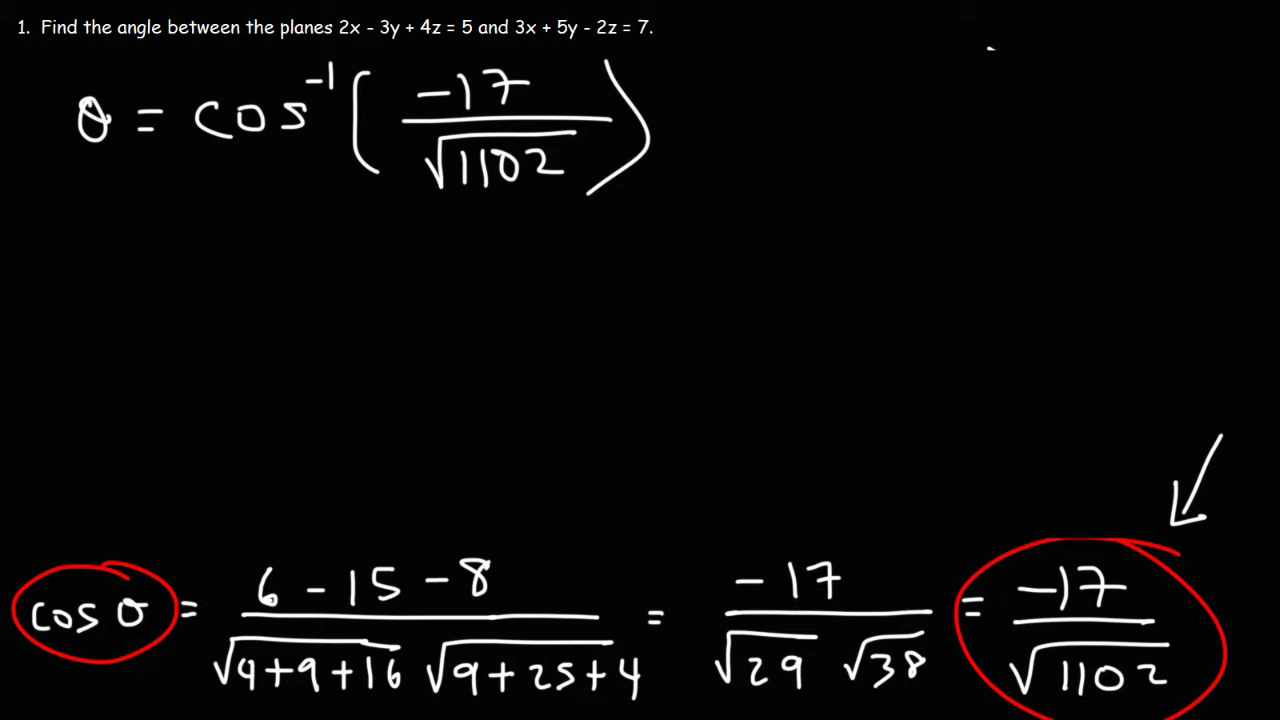 1. Find the angle between the planes 2x - 3y + 4z = 5 and 3x + 5y - 2z = 7.
θ = cos⁻¹ ( -17 / √1102 )
cos θ = 6 - 15 - 8 / √4+9+16 √9+25+4 = -17 / √29 √38 = -17 / √1102